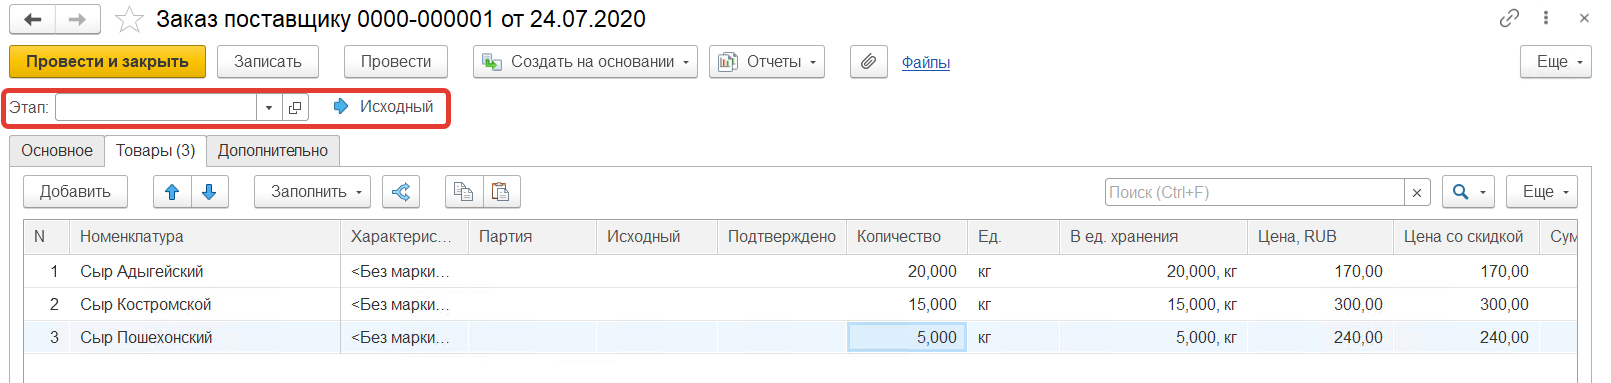 Заказ поставщику 0000-000001 от 24.07.2020
Провести и закрыть Записать Провести Создать на основании Отчеты Файлы Еще
Этап: Исходный
Основное Товары (3) Дополнительно
Добавить Заполнить Поиск (Ctrl+F) × Еще
N Номенклатура Характерис... Партия Исходный Подтверждено Количество Ед. В ед. хранения Цена, RUB Цена со скидкой Сум
1 Сыр Адыгейский <Без марки... 20,000 кг 20,000, кг 170,00 170,00
2 Сыр Костромской <Без марки... 15,000 кг 15,000, кг 300,00 300,00
3 Сыр Пошехонский <Без марки... 5,000 кг 5,000, кг 240,00 240,00